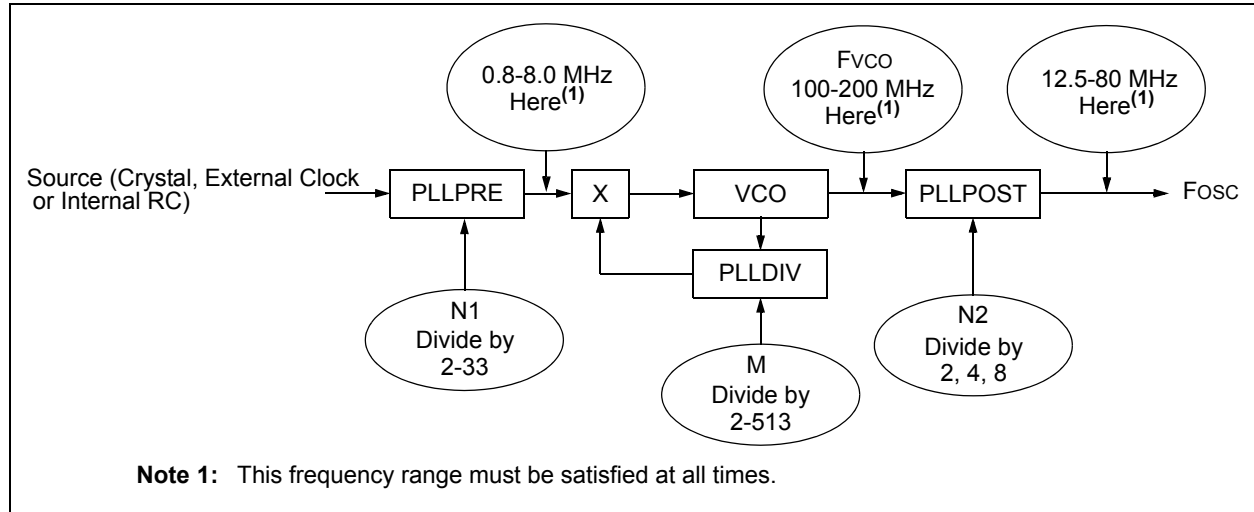 0.8-8.0 MHz
Here(1)
FVCO
100-200 MHz
Here(1)
12.5-80 MHz
Here(1)
Source (Crystal, External Clock
or Internal RC)
PLLPRE
X
VCO
PLLPOST
FOSC
PLLDIV
N1
Divide by
2-33
M
Divide by
2-513
N2
Divide by
2, 4, 8
Note 1: This frequency range must be satisfied at all times.